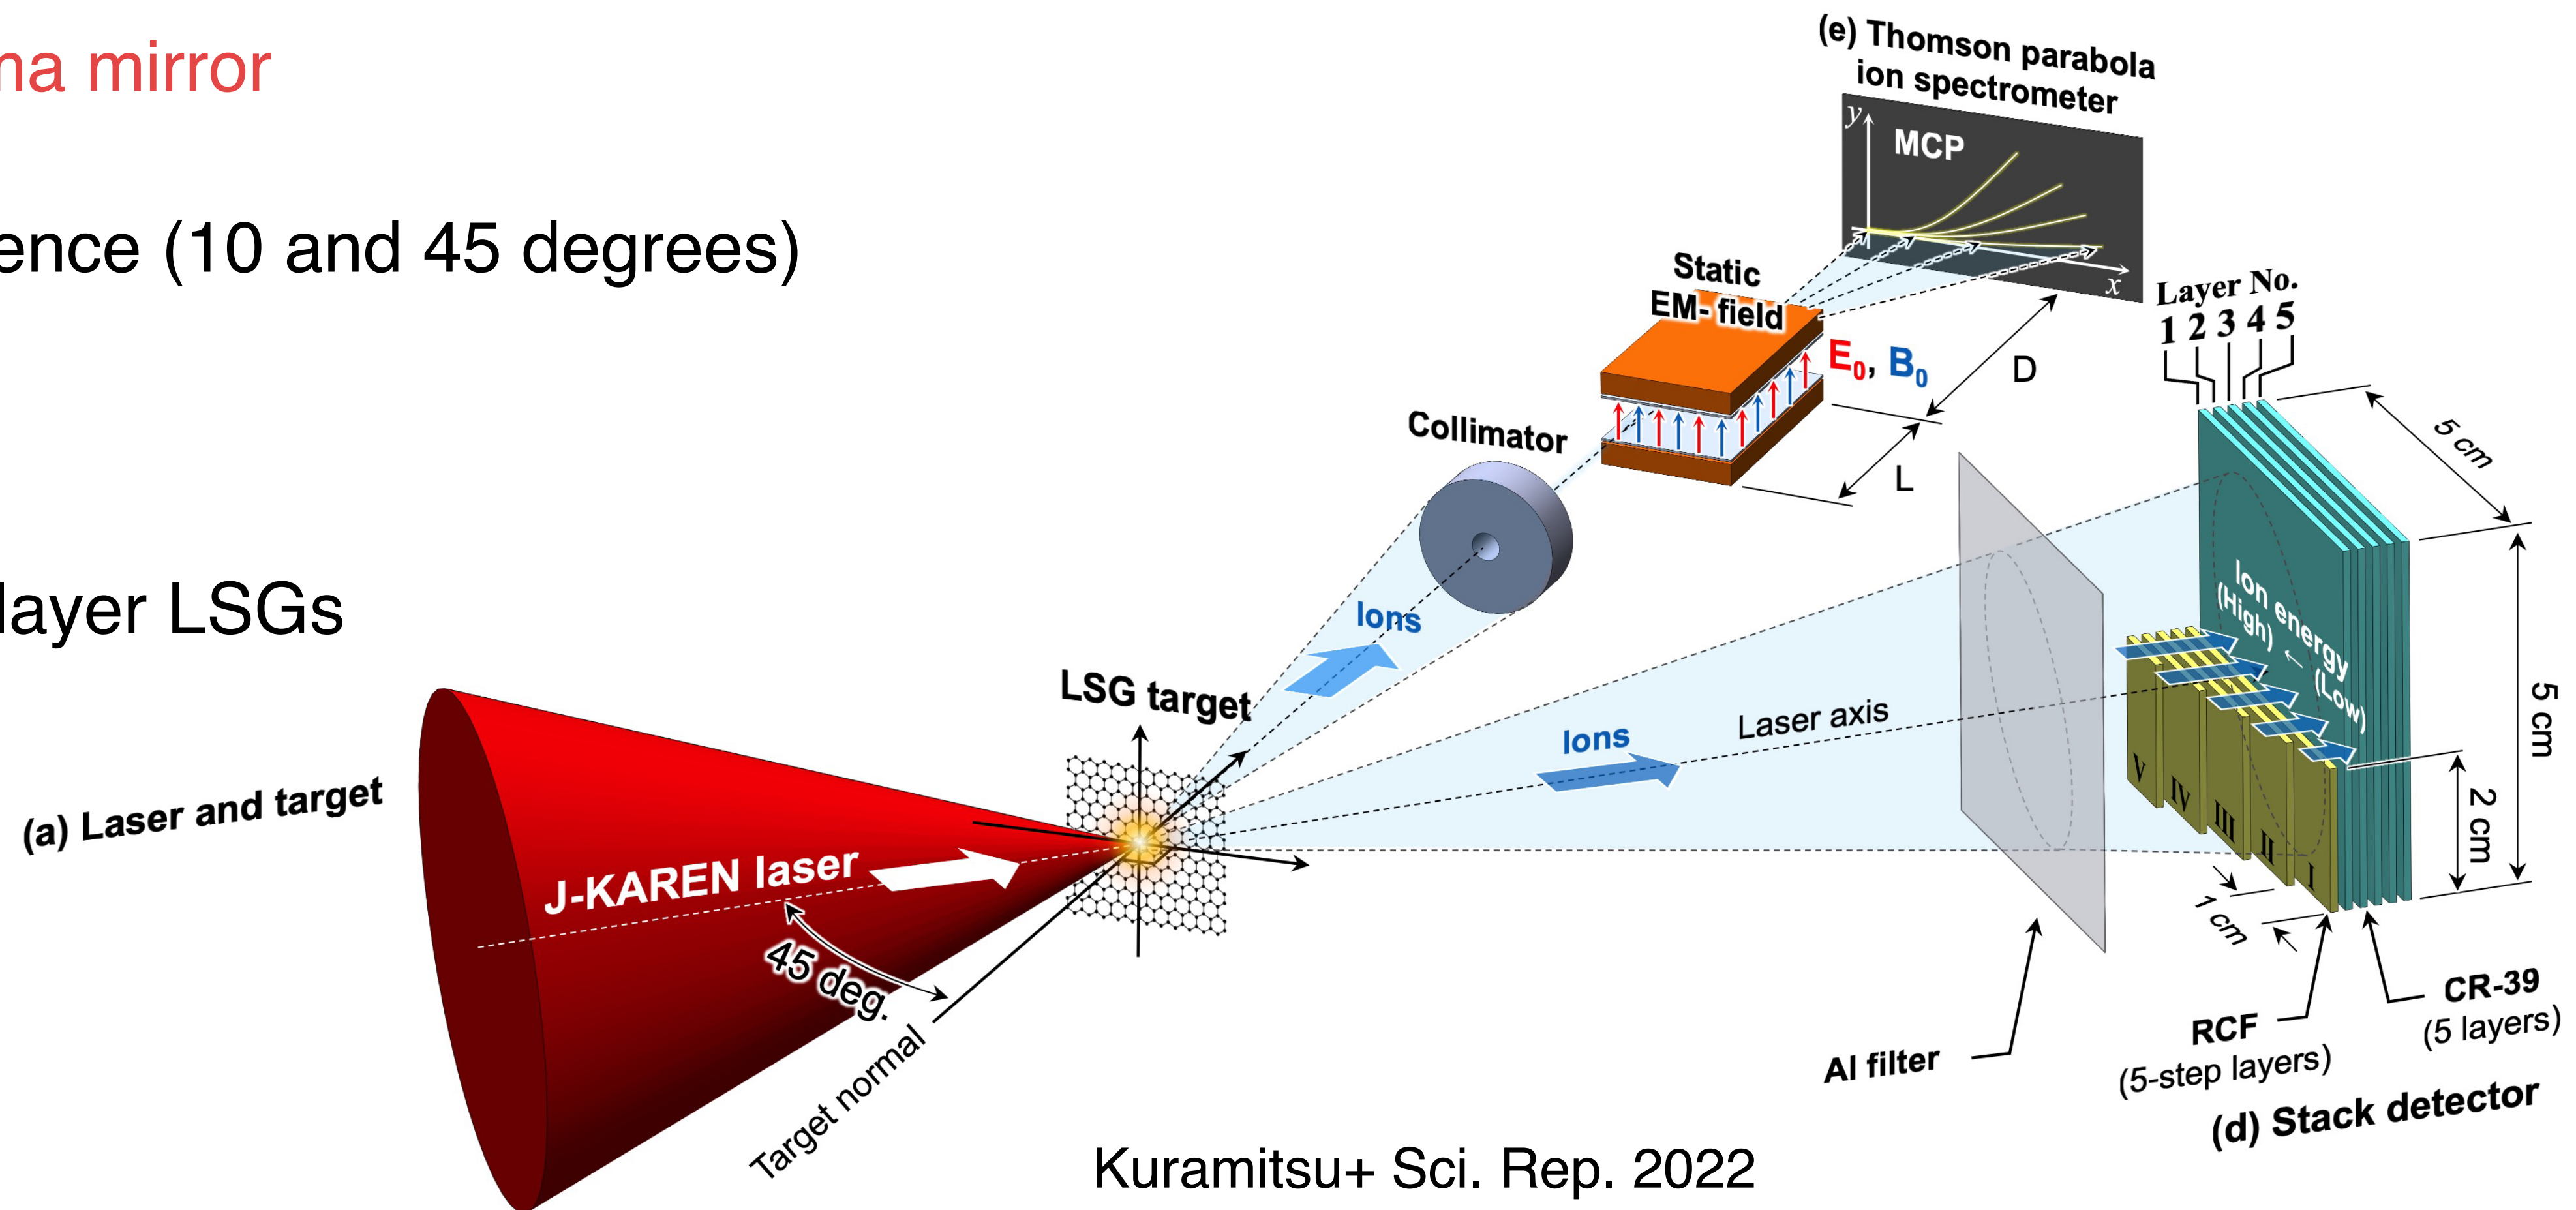 ma mirror
ence (10 and 45 degrees)
layer LSGs
(e) Thomson parabola
ion spectrometer
y
MCP
x
Static
EM- field
E₀, B₀
D
L
Collimator
Layer No.
1 2 3 4 5
5 cm
Ion energy
(High) ← (Low)
5 cm
2 cm
1 cm
V IV III II I
Ions
LSG target
Ions
Laser axis
(a) Laser and target
J-KAREN laser
45 deg.
Target normal
Al filter
RCF
(5-step layers)
CR-39
(5 layers)
(d) Stack detector
Kuramitsu+ Sci. Rep. 2022